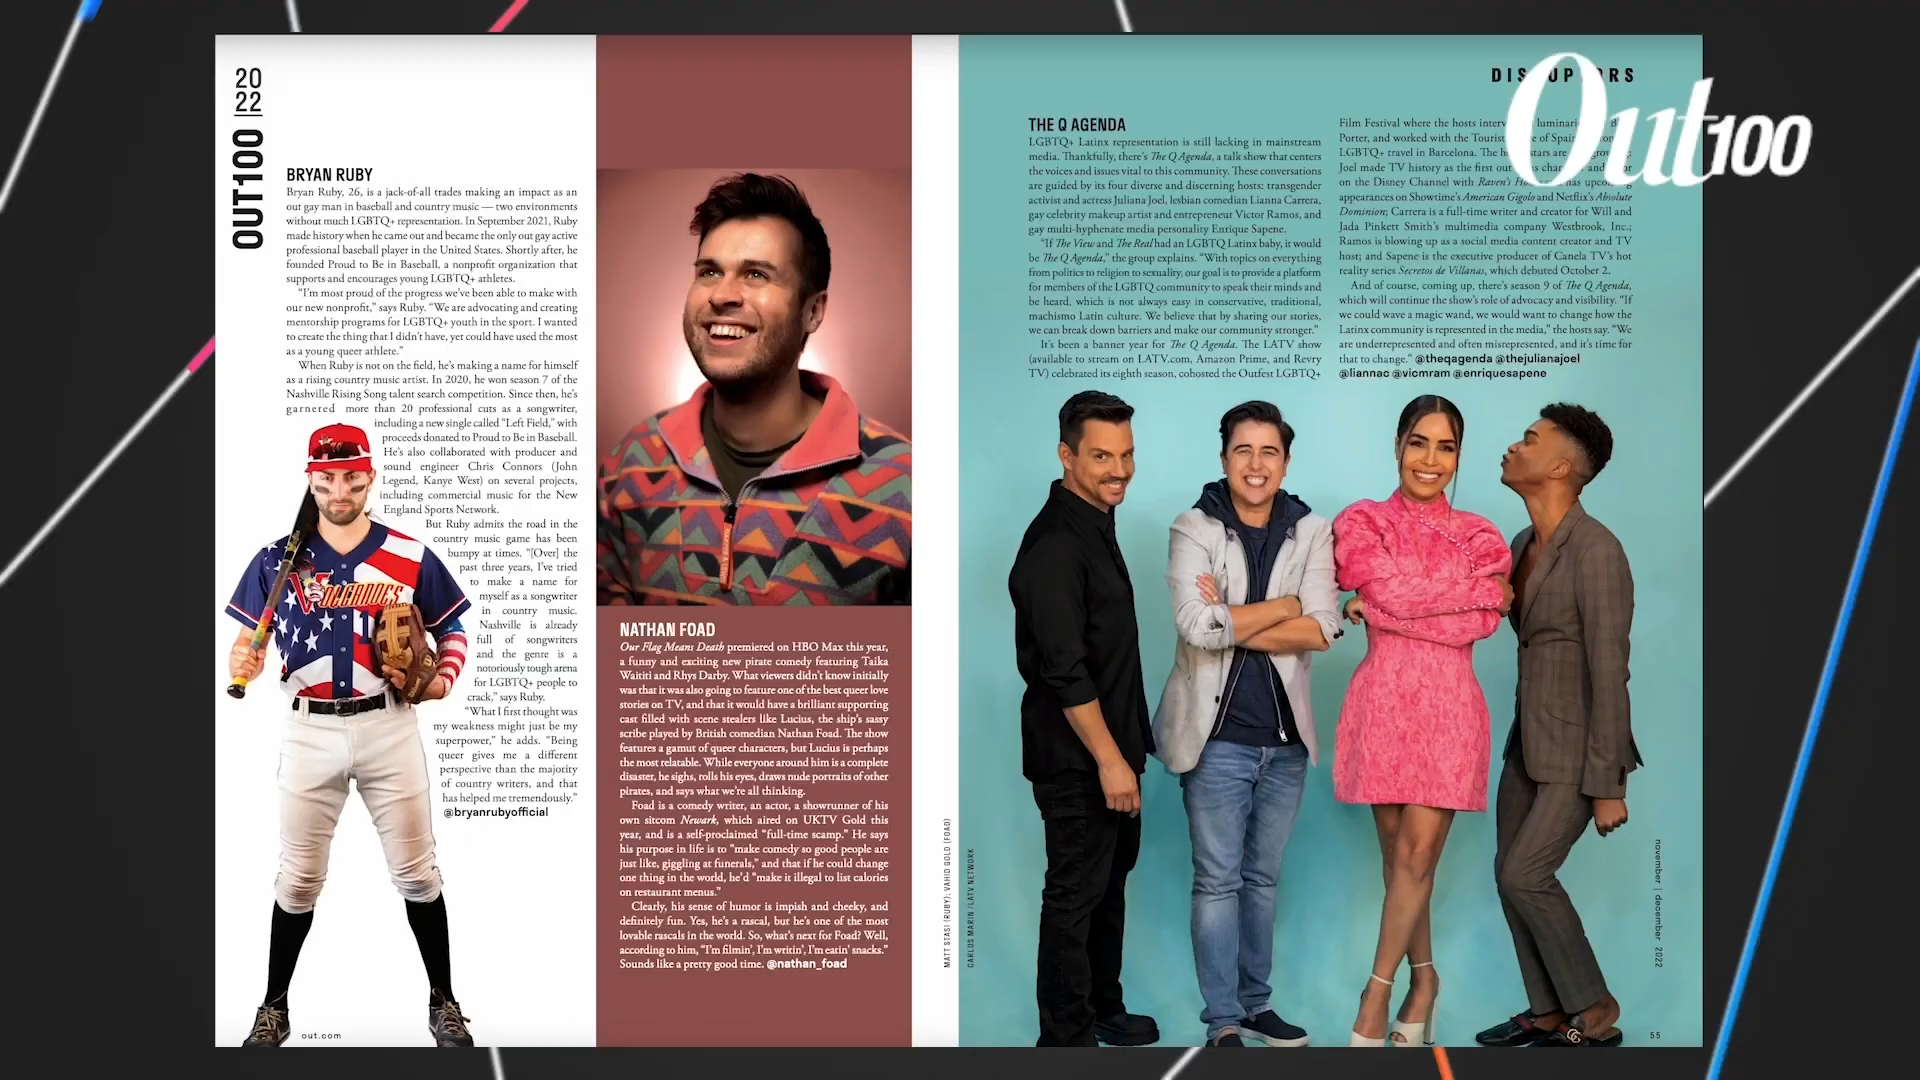 20
22
OUT100
BRYAN RUBY
Bryan Ruby, 26, is a jack-of-all trades making an impact as an
out gay man in baseball and country music — two environments
without much LGBTQ+ representation. In September 2021, Ruby
made history when he came out and became the only out gay active
professional baseball player in the United States. Shortly after, he
founded Proud to Be in Baseball, a nonprofit organization that
supports and encourages young LGBTQ+ athletes.
“I’m most proud of the progress we’ve been able to make with
our new nonprofit,” says Ruby. “We are advocating and creating
mentorship programs for LGBTQ+ youth in the sport. I wanted
to create the thing that I didn’t have, yet could have used the most
as a young queer athlete.”
When Ruby is not on the field, he’s making a name for himself
as a rising country music artist. In 2020, he won season 7 of the
Nashville Rising Song talent search competition. Since then, he’s
garnered more than 20 professional cuts as a songwriter,
including a new single called “Left Field,” with
proceeds donated to Proud to Be in Baseball.
He’s also collaborated with producer and
sound engineer Chris Connors (John
Legend, Kanye West) on several projects,
including commercial music for the New
England Sports Network.
But Ruby admits the road in the
country music game has been
bumpy at times. “[Over] the
past three years, I’ve tried
to make a name for
myself as a songwriter
in country music.
Nashville is already
full of songwriters
and the genre is a
notoriously tough arena
for LGBTQ+ people to
crack,” says Ruby.
“What I first thought was
my weakness might just be my
superpower,” he adds. “Being
queer gives me a different
perspective than the majority
of country writers, and that
has helped me tremendously.”
@bryanrubyofficial
out.com
NATHAN FOAD
Our Flag Means Death premiered on HBO Max this year,
a funny and exciting new pirate comedy featuring Taika
Waititi and Rhys Darby. What viewers didn’t know initially
was that it was also going to feature one of the best queer love
stories on TV, and that it would have a brilliant supporting
cast filled with scene stealers like Lucius, the ship’s sassy
scribe played by British comedian Nathan Foad. The show
features a gamut of queer characters, but Lucius is perhaps
the most relatable. While everyone around him is a complete
disaster, he sighs, rolls his eyes, draws nude portraits of other
pirates, and says what we’re all thinking.
Foad is a comedy writer, an actor, a showrunner of his
own sitcom Newark, which aired on UKTV Gold this
year, and is a self-proclaimed “full-time scamp.” He says
his purpose in life is to “make comedy so good people are
just like, giggling at funerals,” and that if he could change
one thing in the world, he’d “make it illegal to list calories
on restaurant menus.”
Clearly, his sense of humor is impish and cheeky, and
definitely fun. Yes, he’s a rascal, but he’s one of the most
lovable rascals in the world. So, what’s next for Foad? Well,
according to him, “I’m filmin’, I’m writin’, I’m eatin’ snacks.”
Sounds like a pretty good time. @nathan_foad
MATT STASI (RUBY); VAHID GOLD (FOAD)
CARLOS MARIN /LATV NETWORK
THE Q AGENDA
LGBTQ+ Latinx representation is still lacking in mainstream
media. Thankfully, there’s The Q Agenda, a talk show that centers
the voices and issues vital to this community. These conversations
are guided by its four diverse and discerning hosts: transgender
activist and actress Juliana Joel, lesbian comedian Lianna Carrera,
gay celebrity makeup artist and entrepreneur Victor Ramos, and
gay multi-hyphenate media personality Enrique Sapene.
“If The View and The Real had an LGBTQ Latinx baby, it would
be The Q Agenda,” the group explains. “With topics on everything
from politics to religion to sexuality, our goal is to provide a platform
for members of the LGBTQ community to speak their minds and
be heard, which is not always easy in conservative, traditional,
machismo Latin culture. We believe that by sharing our stories,
we can break down barriers and make our community stronger.”
It’s been a banner year for The Q Agenda. The LATV show
(available to stream on LATV.com, Amazon Prime, and Revry
TV) celebrated its eighth season, cohosted the Outfest LGBTQ+
Film Festival where the hosts
Porter, and worked with the Tourist of Spain
LGBTQ+ travel in Barcelona. The stars are
Joel made TV history as the first out and
on the Disney Channel with Raven’s has
appearances on Showtime’s American Gigolo and Netflix’s Absolute
Dominion; Carrera is a full-time writer and creator for Will and
Jada Pinkett Smith’s multimedia company Westbrook, Inc.;
Ramos is blowing up as a social media content creator and TV
host; and Sapene is the executive producer of Canela TV’s hot
reality series Secretos de Villanas, which debuted October 2.
And of course, coming up, there’s season 9 of The Q Agenda,
which will continue the show’s role of advocacy and visibility. “If
we could wave a magic wand, we would want to change how the
Latinx community is represented in the media,” the hosts say. “We
are underrepresented and often misrepresented, and it’s time for
that to change.” @theqagenda @thejulianajoel
@liannac @vicmram @enriquesapene
Out100
november | december 2022
55